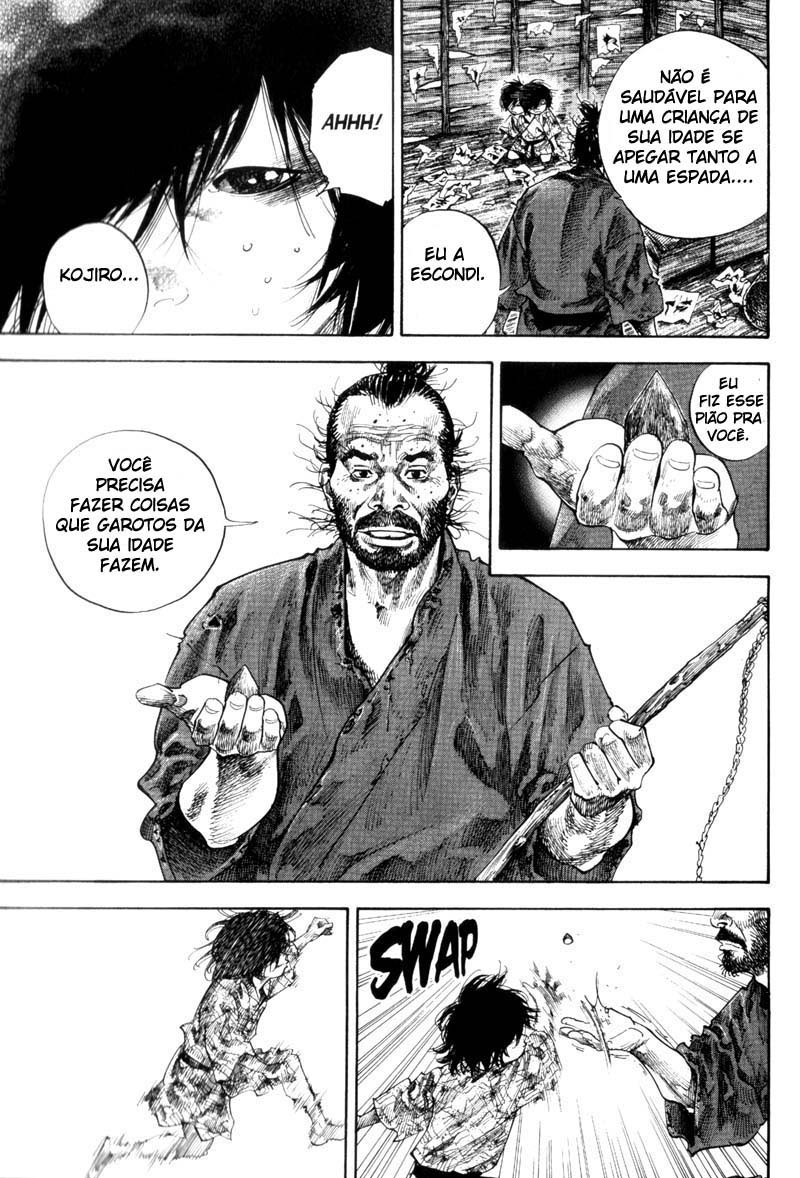 NÃO É
SAUDÁVEL PARA
UMA CRIANÇA DE
SUA IDADE SE
APEGAR TANTO A
UMA ESPADA....
EU A
ESCONDI.
AHHH!
KOJIRO...
EU
FIZ ESSE
PIÃO PRA
VOCÊ.
VOCÊ
PRECISA
FAZER COISAS
QUE GAROTOS DA
SUA IDADE
FAZEM.
SWAP